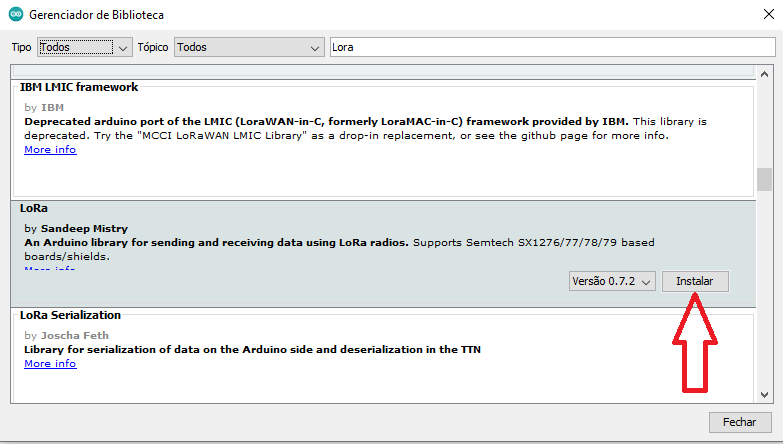 Gerenciador de Biblioteca
Tipo Todos Tópico Todos Lora
IBM LMIC framework
by IBM
Deprecated arduino port of the LMIC (LoraWAN-in-C, formerly LoraMAC-in-C) framework provided by IBM. This library is
deprecated. Try the "MCCI LoRaWAN LMIC Library" as a drop-in replacement, or see the github page for more info.
More info
LoRa
by Sandeep Mistry
An Arduino library for sending and receiving data using LoRa radios. Supports Semtech SX1276/77/78/79 based
boards/shields.
More info
Versão 0.7.2 Instalar
LoRa Serialization
by Joscha Feth
Library for serialization of data on the Arduino side and deserialization in the TTN
More info
Fechar